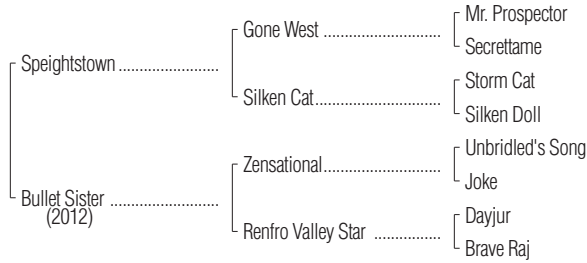 Mr. Prospector
Gone West ........................
Secrettame
Speightstown ....................
Storm Cat
Silken Cat..........................
Silken Doll
Unbridled's Song
Zensational........................
Joke
Bullet Sister ......................
(2012)
Dayjur
Renfro Valley Star ..............
Brave Raj